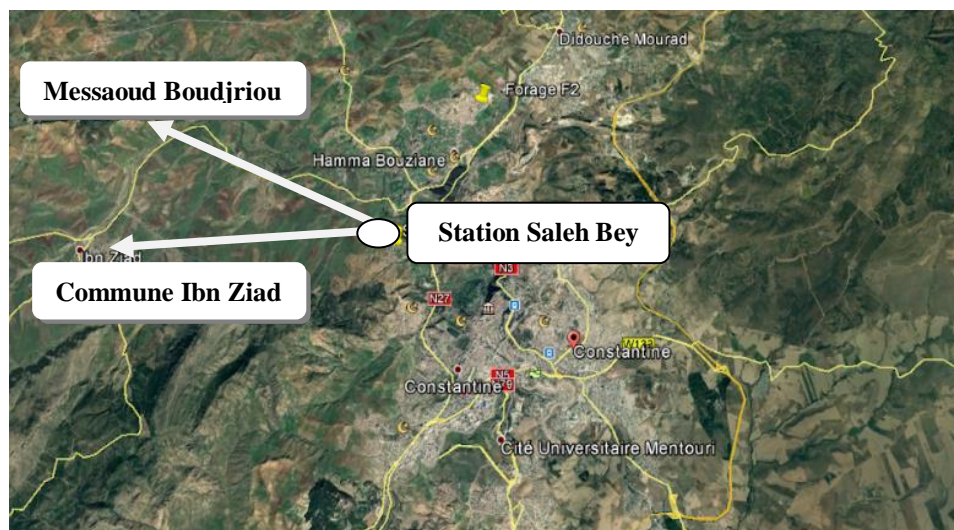 Didouche Mourad
Messaoud Boudjriou
Forage F2
Hamma Bouziane
Station Saleh Bey
Ibn Ziad
N3
Commune Ibn Ziad
N27
Constantine
N5
Constantine
Cité Universitaire Mentouri